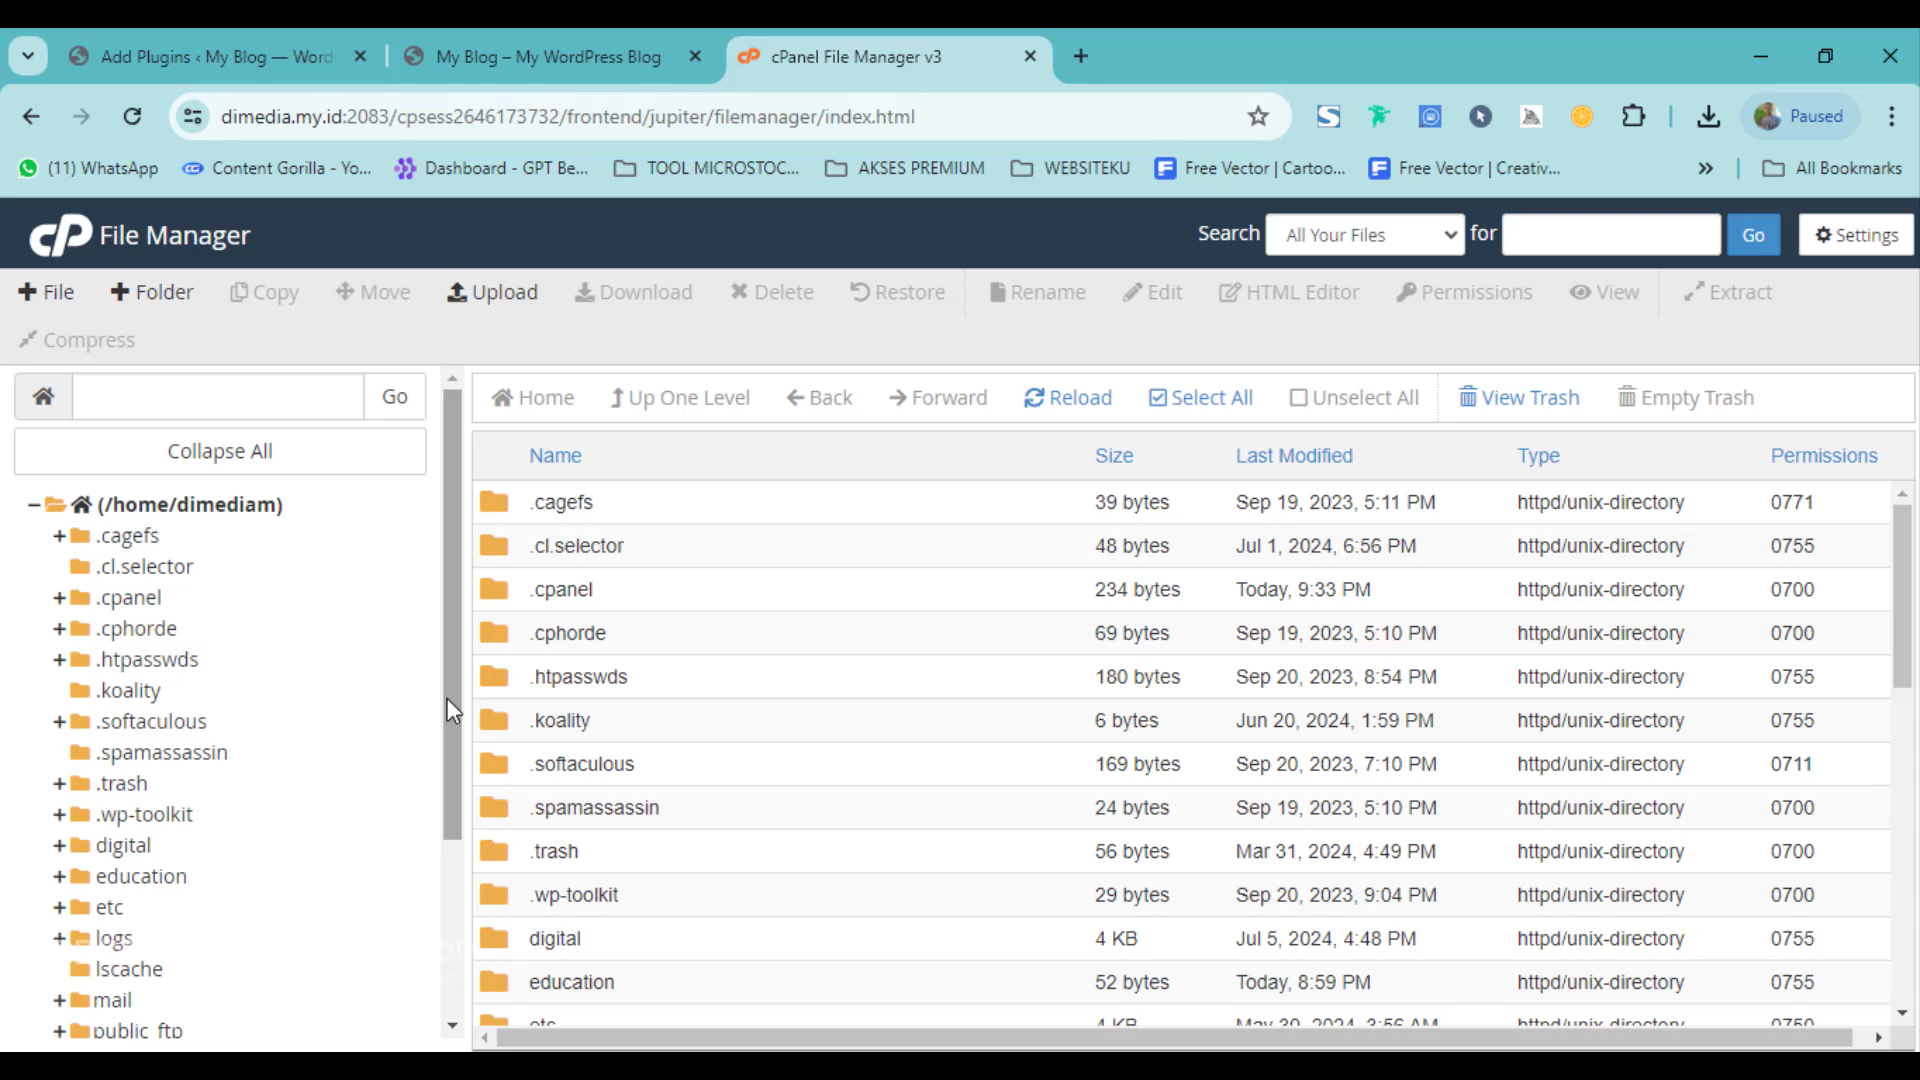 Add Plugins ‹ My Blog — Word
My Blog – My WordPress Blog
cPanel File Manager v3
dimedia.my.id:2083/cpsess2646173732/frontend/jupiter/filemanager/index.html
Paused
(11) WhatsApp
Content Gorilla - Yo...
Dashboard - GPT Be...
TOOL MICROSTOC...
AKSES PREMIUM
WEBSITEKU
Free Vector | Cartoo...
Free Vector | Creativ...
All Bookmarks
cP File Manager
Search All Your Files for Go Settings
File Folder Copy Move Upload Download Delete Restore Rename Edit HTML Editor Permissions View Extract
Compress
Go
Collapse All
(/home/dimediam)
.cagefs
.cl.selector
.cpanel
.cphorde
.htpasswds
.koality
.softaculous
.spamassassin
.trash
.wp-toolkit
digital
education
etc
logs
lscache
mail
public_ftp
Home Up One Level Back Forward Reload Select All Unselect All View Trash Empty Trash
Name Size Last Modified Type Permissions
.cagefs 39 bytes Sep 19, 2023, 5:11 PM httpd/unix-directory 0771
.cl.selector 48 bytes Jul 1, 2024, 6:56 PM httpd/unix-directory 0755
.cpanel 234 bytes Today, 9:33 PM httpd/unix-directory 0700
.cphorde 69 bytes Sep 19, 2023, 5:10 PM httpd/unix-directory 0700
.htpasswds 180 bytes Sep 20, 2023, 8:54 PM httpd/unix-directory 0755
.koality 6 bytes Jun 20, 2024, 1:59 PM httpd/unix-directory 0755
.softaculous 169 bytes Sep 20, 2023, 7:10 PM httpd/unix-directory 0711
.spamassassin 24 bytes Sep 19, 2023, 5:10 PM httpd/unix-directory 0700
.trash 56 bytes Mar 31, 2024, 4:49 PM httpd/unix-directory 0700
.wp-toolkit 29 bytes Sep 20, 2023, 9:04 PM httpd/unix-directory 0700
digital 4 KB Jul 5, 2024, 4:48 PM httpd/unix-directory 0755
education 52 bytes Today, 8:59 PM httpd/unix-directory 0755
etc 4 KB May 30, 2024, 3:56 AM httpd/unix-directory 0750